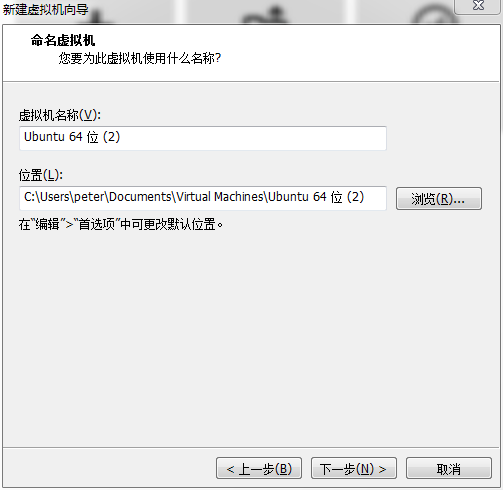 新建虚拟机向导
命名虚拟机
您要为此虚拟机使用什么名称?
虚拟机名称(V):
Ubuntu 64 位 (2)
位置(L):
C:\Users\peter\Documents\Virtual Machines\Ubuntu 64 位 (2)
浏览(R)...
在“编辑”>“首选项”中可更改默认位置。
< 上一步(B)
下一步(N) >
取消